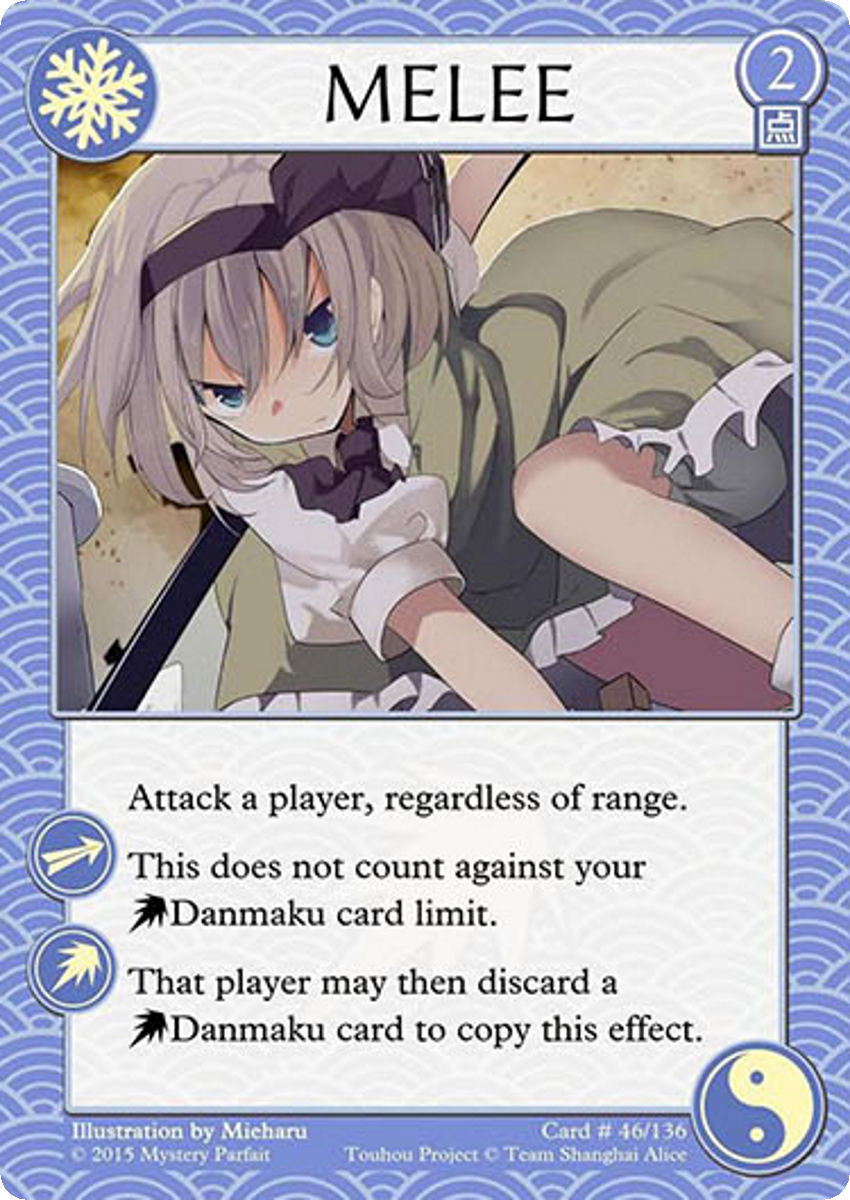 MELEE
2
点
Attack a player, regardless of range.
This does not count against your
Danmaku card limit.
That player may then discard a
Danmaku card to copy this effect.
Illustration by Mieharu
Card # 46/136
© 2015 Mystery Parfait
Touhou Project © Team Shanghai Alice